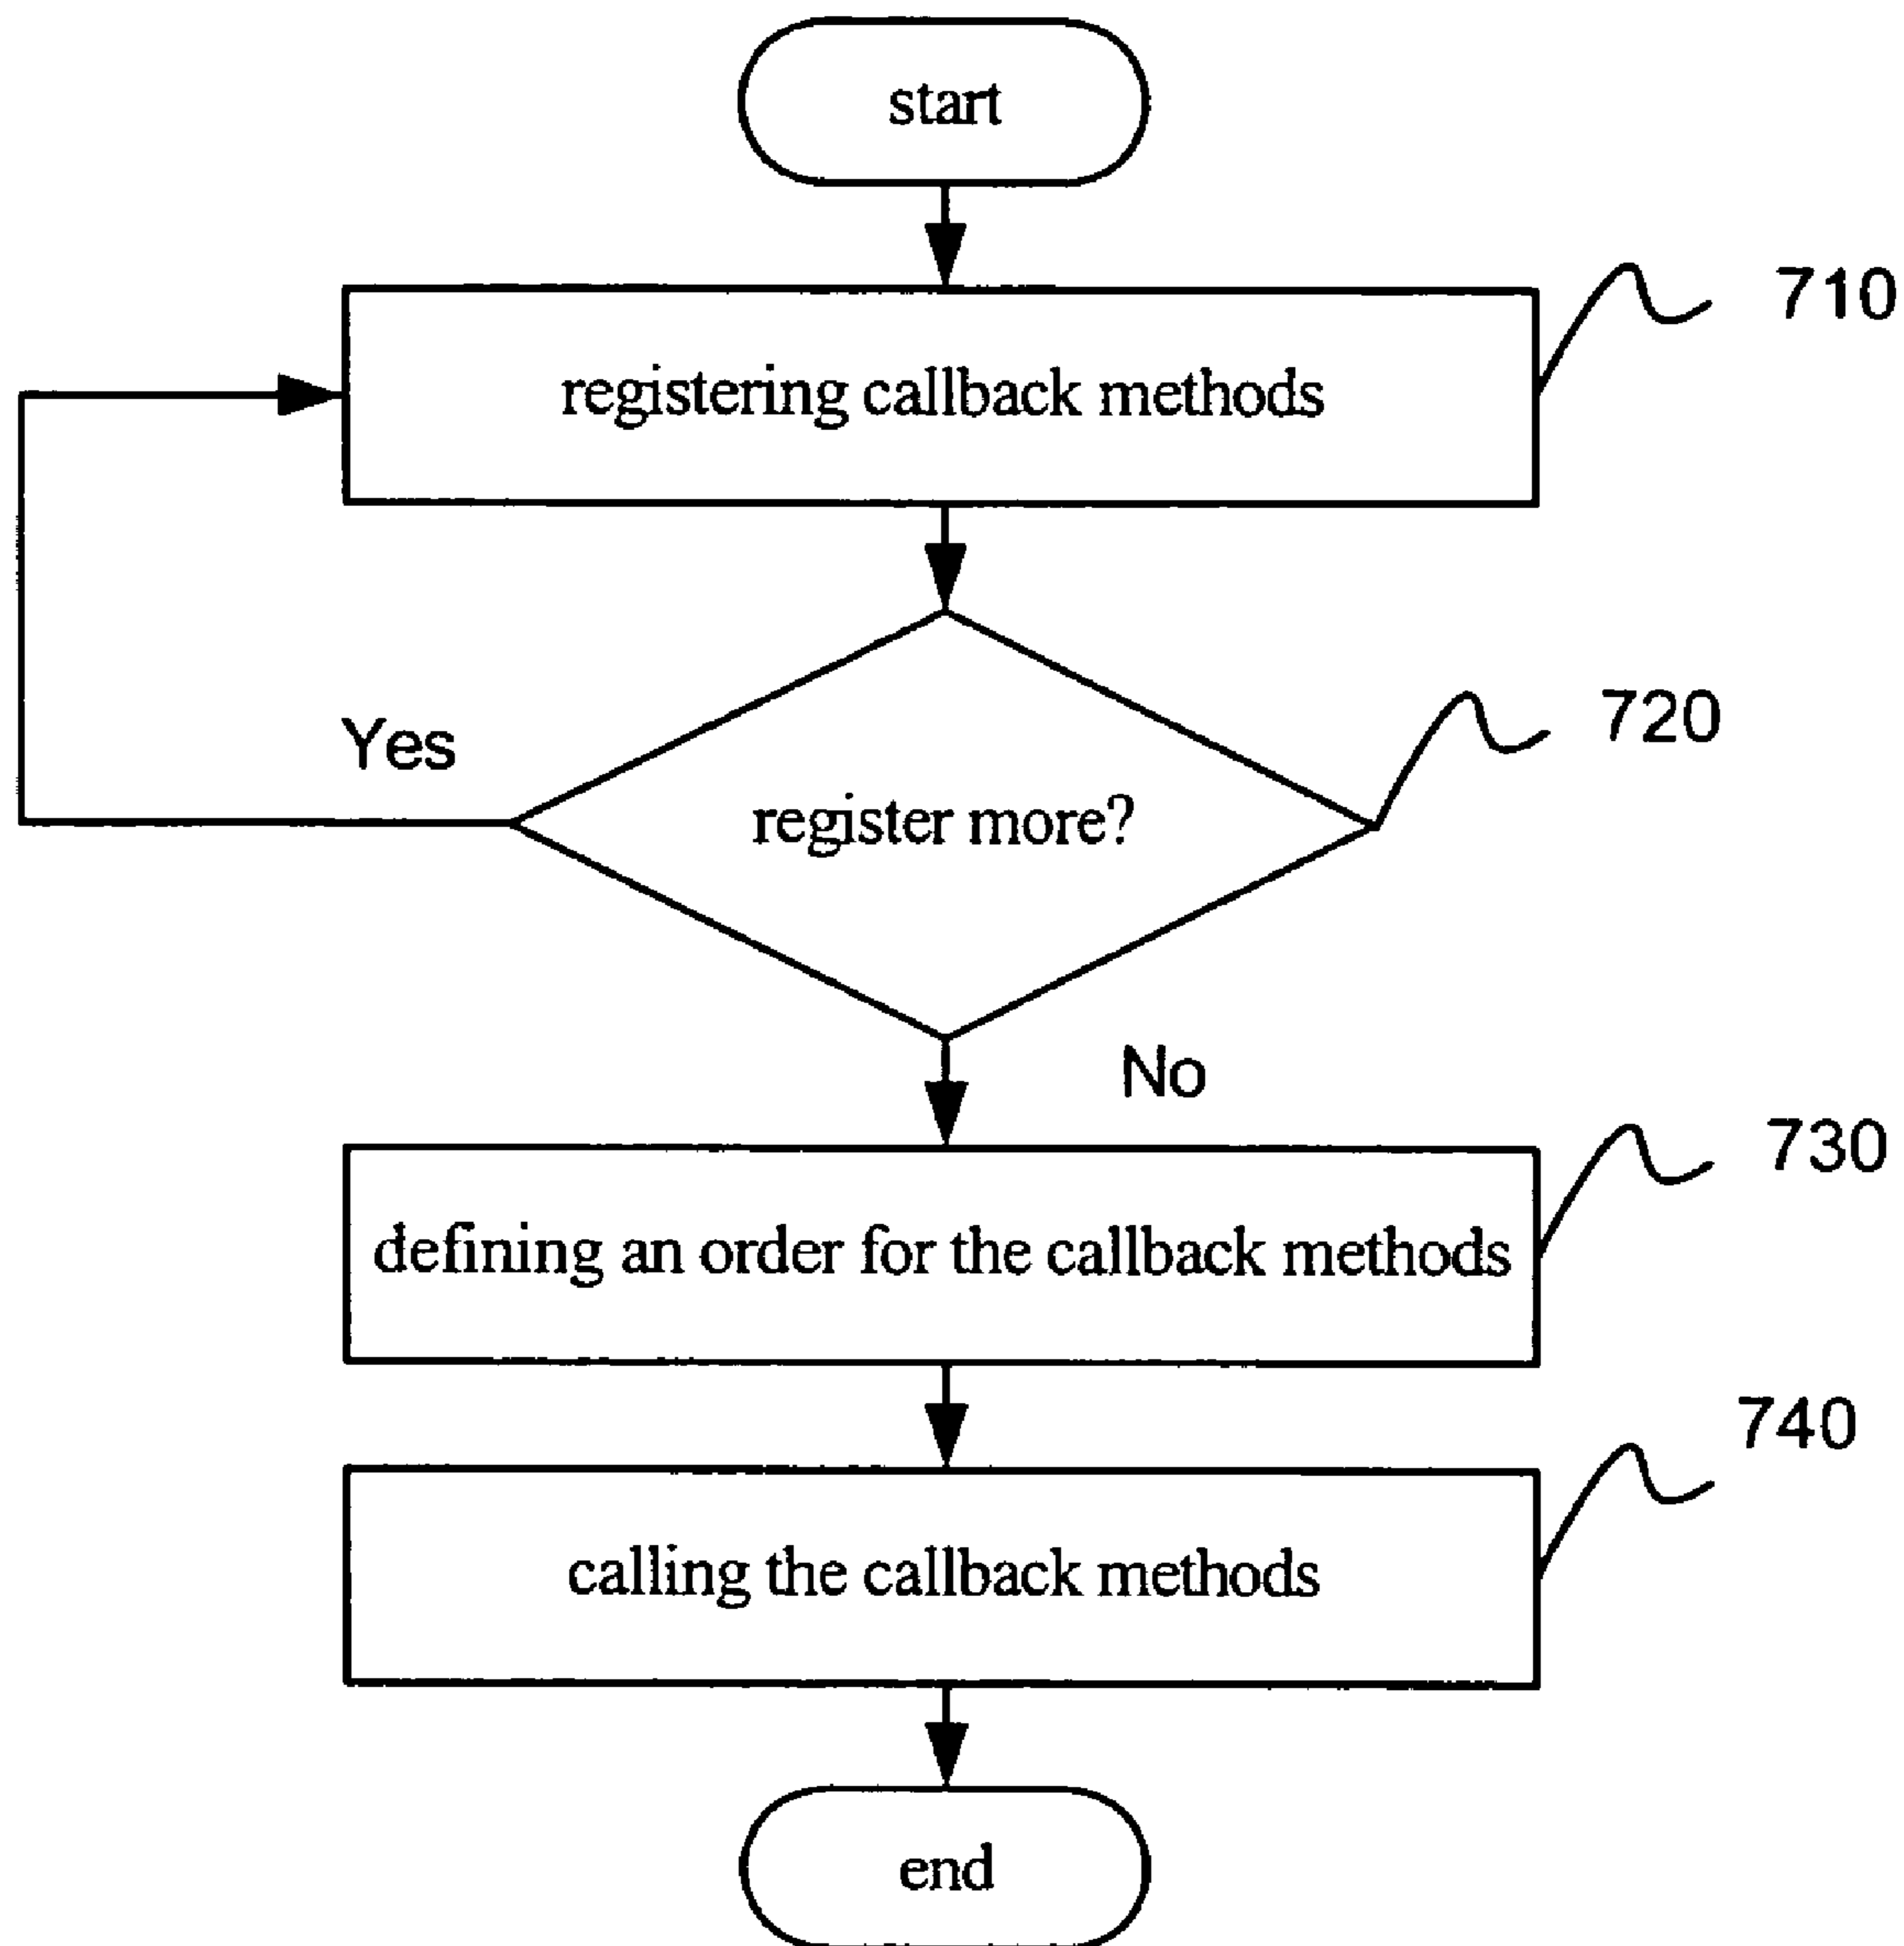 start
710
registering callback methods
720
Yes
register more?
No
730
defining an order for the callback methods
740
calling the callback methods
end